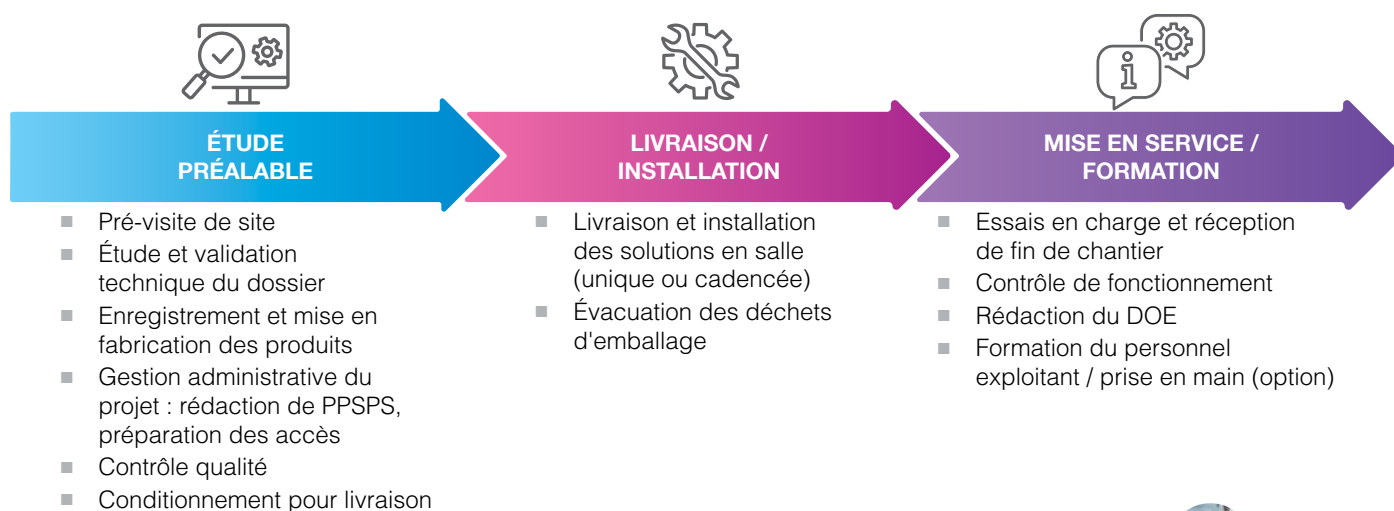 ÉTUDE
PRÉALABLE
■ Pré-visite de site
■ Étude et validation
technique du dossier
■ Enregistrement et mise en
fabrication des produits
■ Gestion administrative du
projet : rédaction de PPSPS,
préparation des accès
■ Contrôle qualité
■ Conditionnement pour livraison
LIVRAISON /
INSTALLATION
■ Livraison et installation
des solutions en salle
(unique ou cadencée)
■ Évacuation des déchets
d'emballage
i
MISE EN SERVICE /
FORMATION
■ Essais en charge et réception
de fin de chantier
■ Contrôle de fonctionnement
■ Rédaction du DOE
■ Formation du personnel
exploitant / prise en main (option)